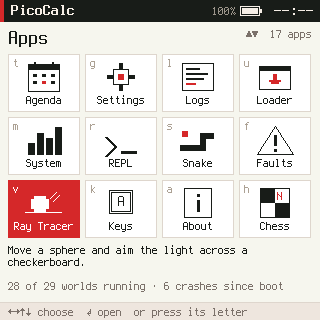 PicoCalc 100% --:--
Apps 17 apps
t g l u
Agenda Settings Logs Loader
m r s f
System REPL Snake Faults
v k a h
Ray Tracer Keys About Chess
A i N
Move a sphere and aim the light across a
checkerboard.
28 of 29 worlds running · 6 crashes since boot
←→↑↓ choose ↲ open or press its letter